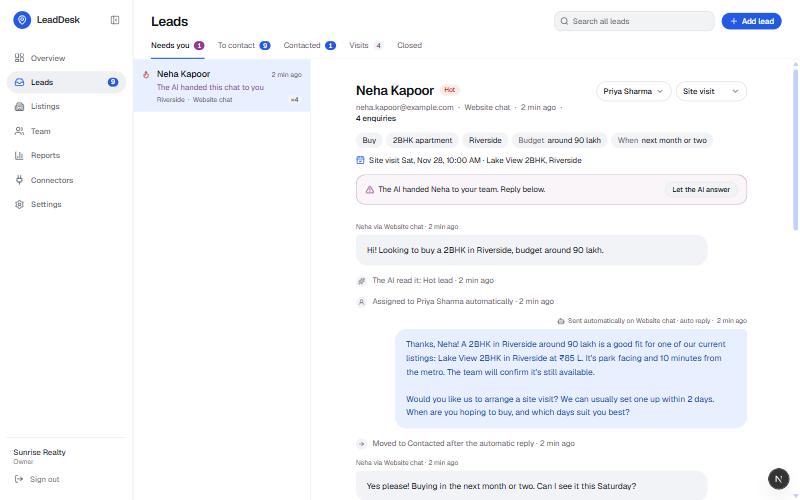 LeadDesk
Overview
Leads 9
Listings
Team
Reports
Connectors
Settings
Sunrise Realty
Owner
Sign out
Leads
Search all leads
+ Add lead
Needs you 1 To contact 9 Contacted 1 Visits 4 Closed
Neha Kapoor 2 min ago
The AI handed this chat to you
Riverside · Website chat ×4
Neha Kapoor Hot
Priya Sharma Site visit
neha.kapoor@example.com · Website chat · 2 min ago ·
4 enquiries
Buy 2BHK apartment Riverside Budget around 90 lakh When next month or two
Site visit Sat, Nov 28, 10:00 AM · Lake View 2BHK, Riverside
The AI handed Neha to your team. Reply below. Let the AI answer
Neha via Website chat · 2 min ago
Hi! Looking to buy a 2BHK in Riverside, budget around 90 lakh.
The AI read it: Hot lead · 2 min ago
Assigned to Priya Sharma automatically · 2 min ago
Sent automatically on Website chat · auto reply · 2 min ago
Thanks, Neha! A 2BHK in Riverside around 90 lakh is a good fit for one of our current
listings: Lake View 2BHK in Riverside at ₹85 L. It's park facing and 10 minutes from
the metro. The team will confirm it's still available.
Would you like us to arrange a site visit? We can usually set one up within 2 days.
When are you hoping to buy, and which days suit you best?
Moved to Contacted after the automatic reply · 2 min ago
Neha via Website chat · 2 min ago
Yes please! Buying in the next month or two. Can I see it this Saturday?
N